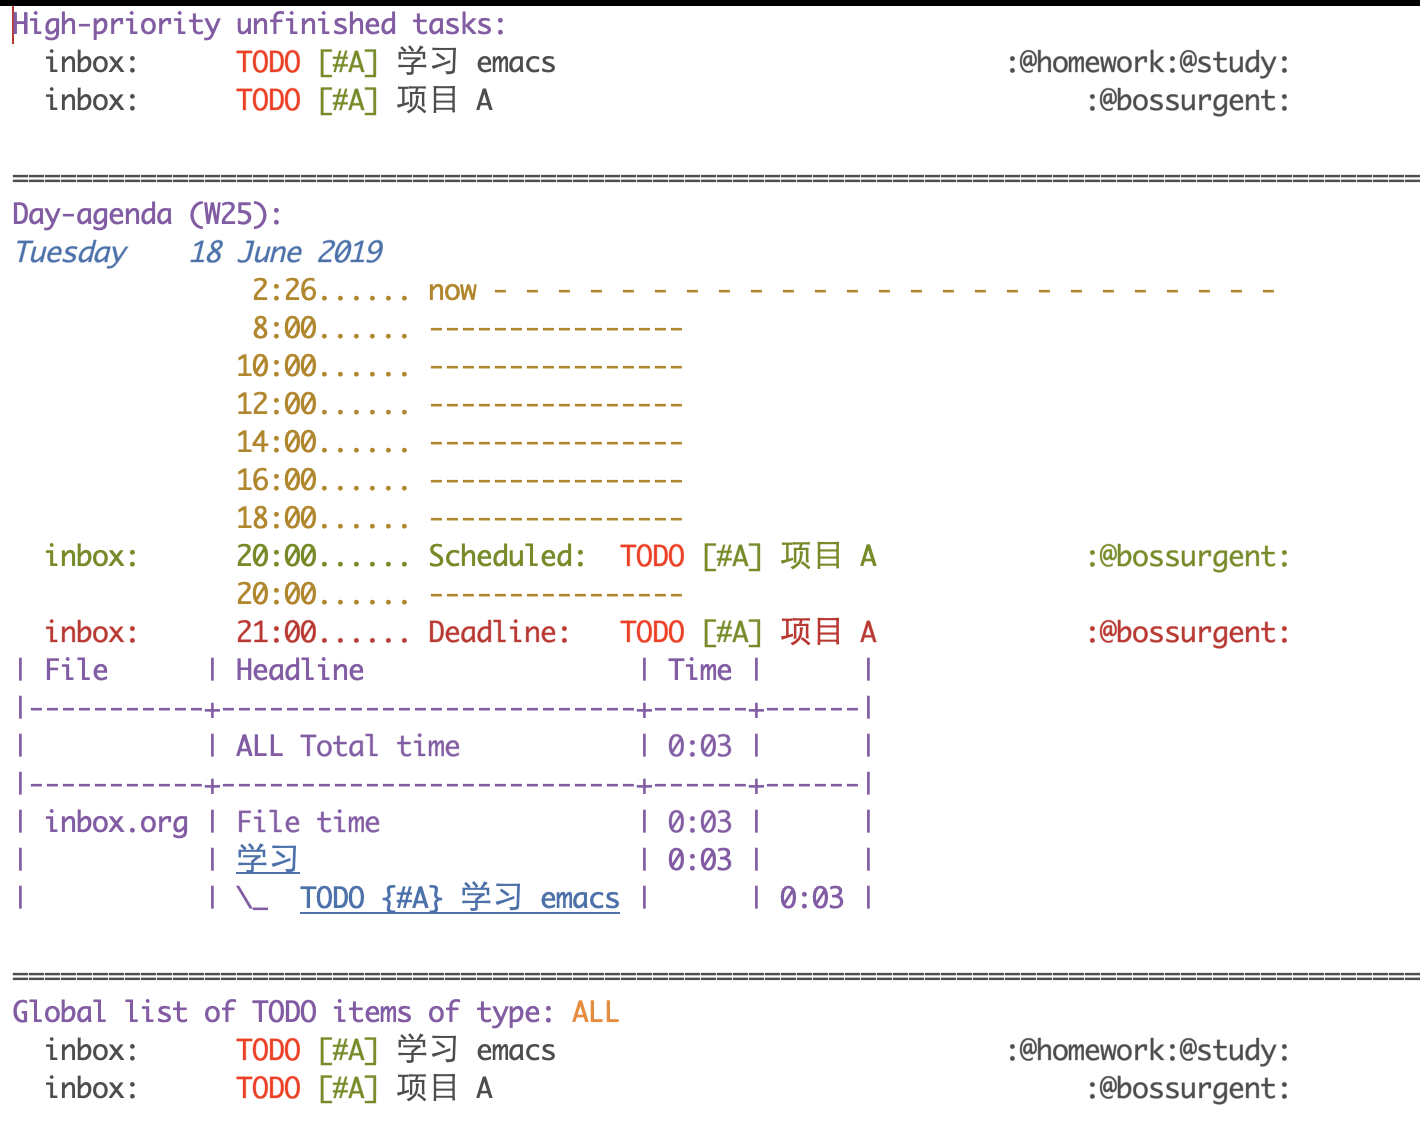 High-priority unfinished tasks:
  inbox:      TODO [#A] 学习 emacs                            :@homework:@study:
  inbox:      TODO [#A] 项目 A                                     :@bossurgent:

========================================================================================
Day-agenda (W25):
Tuesday    18 June 2019
               2:26...... now - - - - - - - - - - - - - - - - - - - - - - - - -
               8:00...... ----------------
              10:00...... ----------------
              12:00...... ----------------
              14:00...... ----------------
              16:00...... ----------------
              18:00...... ----------------
  inbox:      20:00...... Scheduled:  TODO [#A] 项目 A             :@bossurgent:
              20:00...... ----------------
  inbox:      21:00...... Deadline:   TODO [#A] 项目 A             :@bossurgent:
| File      | Headline                 | Time |      |
|-----------+--------------------------+------+------|
|           | ALL Total time           | 0:03 |      |
|-----------+--------------------------+------+------|
| inbox.org | File time                | 0:03 |      |
|           | 学习                     | 0:03 |      |
|           | \_  TODO {#A} 学习 emacs |      | 0:03 |

========================================================================================
Global list of TODO items of type: ALL
  inbox:      TODO [#A] 学习 emacs                            :@homework:@study:
  inbox:      TODO [#A] 项目 A                                     :@bossurgent: